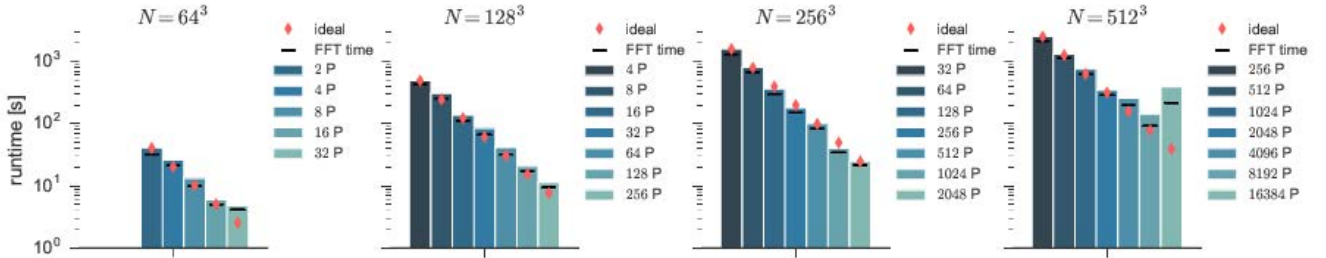 N = 64³
ideal
FFT time
2 P
4 P
8 P
16 P
32 P
N = 128³
ideal
FFT time
4 P
8 P
16 P
32 P
64 P
128 P
256 P
N = 256³
ideal
FFT time
32 P
64 P
128 P
256 P
512 P
1024 P
2048 P
N = 512³
ideal
FFT time
256 P
512 P
1024 P
2048 P
4096 P
8192 P
16384 P
runtime [s]
10³
10²
10¹
10⁰